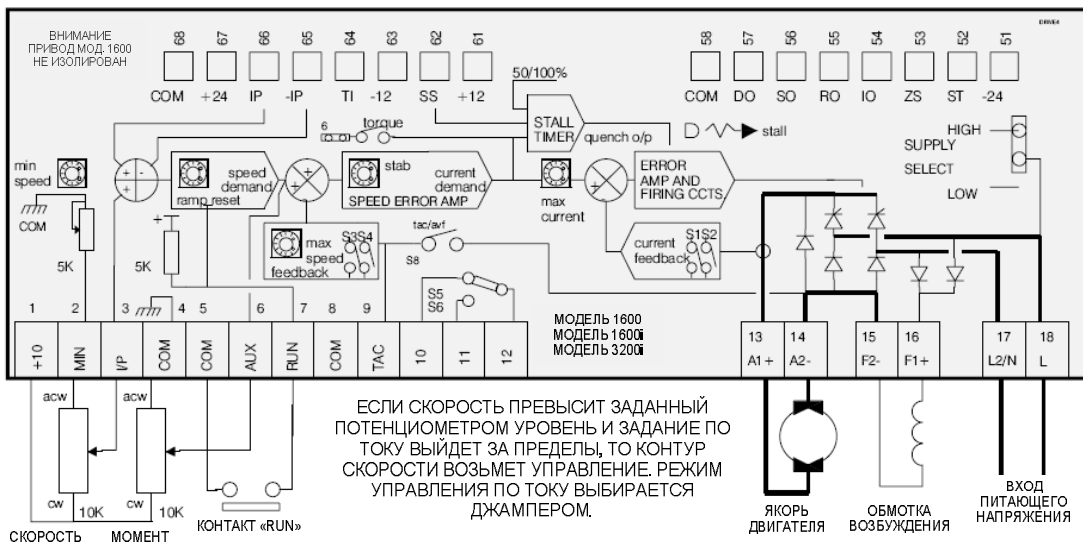 ВНИМАНИЕ
ПРИВОД МОД. 1600
НЕ ИЗОЛИРОВАН
68 67 66 65 64 63 62 61
COM +24 IP -IP TI -12 SS +12
58 57 56 55 54 53 52 51
COM DO SO RO IO ZS ST -24
50/100%
STALL
TIMER
quench o/p
stall
HIGH
SUPPLY
SELECT
LOW
6
torque
min
speed
COM
5K
speed
demand
ramp reset
stab
current
demand
SPEED ERROR AMP
max
current
ERROR
AMP AND
FIRING CCTS
+
5K
max
speed
feedback
S3S4
tac/avf
S8
current
feedback
S1S2
S5
S6
МОДЕЛЬ 1600
МОДЕЛЬ 1600i
МОДЕЛЬ 3200i
1 2 3 4 5 6 7 8 9
+10 MIN I/P COM COM AUX RUN COM TAC 10 11 12
13 14 15 16 17 18
A1+ A2- F2- F1+ L2/N L
acw
acw
cw
10K
cw
10K
СКОРОСТЬ
МОМЕНТ
КОНТАКТ «RUN»
ЕСЛИ СКОРОСТЬ ПРЕВЫСИТ ЗАДАННЫЙ
ПОТЕНЦИОМЕТРОМ УРОВЕНЬ И ЗАДАНИЕ ПО
ТОКУ ВЫЙДЕТ ЗА ПРЕДЕЛЫ, ТО КОНТУР
СКОРОСТИ ВОЗЬМЕТ УПРАВЛЕНИЕ. РЕЖИМ
УПРАВЛЕНИЯ ПО ТОКУ ВЫБИРАЕТСЯ
ДЖАМПЕРОМ.
ЯКОРЬ
ДВИГАТЕЛЯ
ОБМОТКА
ВОЗБУЖДЕНИЯ
ВХОД
ПИТАЮЩЕГО
НАПРЯЖЕНИЯ